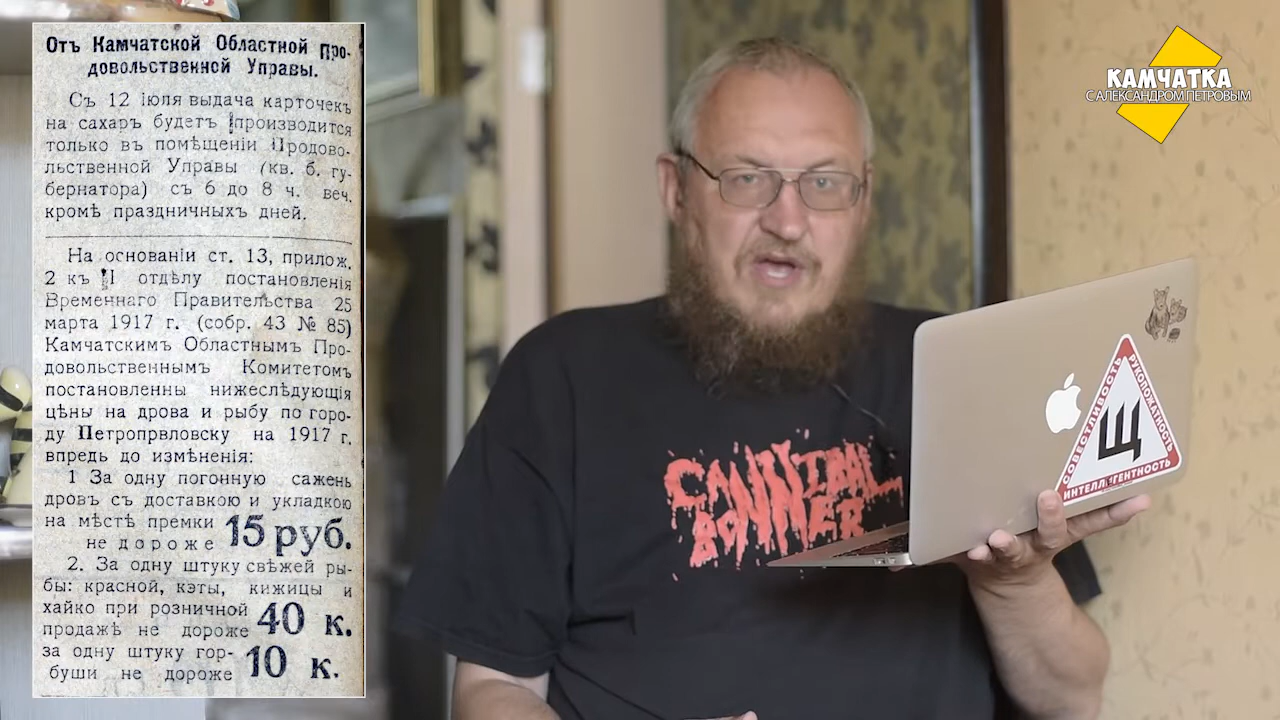 Отъ Камчатской Областной Про-
довольственной Управы.
Съ 12 Іюля выдача карточекъ
на сахаръ будетъ производится
только въ помѣщеніи Продово-
льственной Управы (кв. б. гу-
бернатора) съ 6 до 8 ч. веч.
кромѣ праздничныхъ дней.
На основаніи ст. 13, прилож.
2 къ II отдѣлу постановленія
Временнаго Правительства 25
марта 1917 г. (собр. 43 № 85)
Камчатскимъ Областнымъ Про-
довольственнымъ Комитетомъ
постановленны нижеслѣдующія
цѣны на дрова и рыбу по горо-
ду Петропрвловску на 1917 г.
впредь до измѣненія:
1 За одну погонную сажень
дровъ съ доставкою и укладкою
на мѣстѣ премки
не дороже 15 руб.
2. За одну штуку свѣжей ры-
бы: красной, кэты, кижицы и
хайко при розничной
продажѣ не дороже 40 к.
за одну штуку гор-
буши не дороже 10 к.
КАМЧАТКА
С АЛЕКСАНДРОМ ПЕТРОВЫМ
CANNIBAL
BONNER
СОВЕСТЛИВОСТЬ
РУКОПОЖАТНОСТЬ
Щ
ИНТЕЛЛИГЕНТНОСТЬ